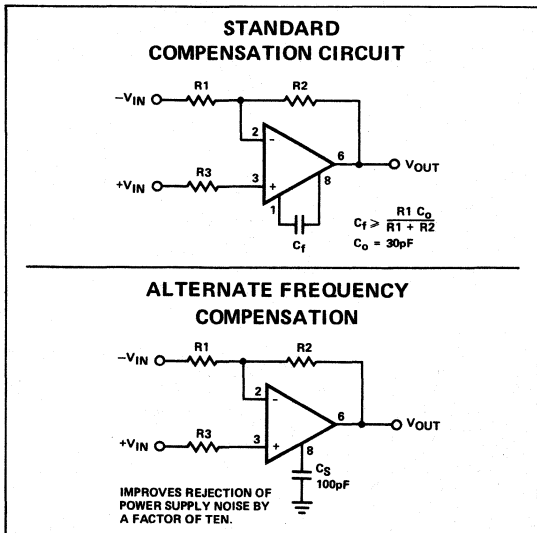 STANDARD
COMPENSATION CIRCUIT
R1
R2
−VIN
2
−
6
VOUT
+VIN
R3
3
+
8
1
Cf
Cf ⩾ R1 Co / R1 + R2
Co = 30pF
ALTERNATE FREQUENCY
COMPENSATION
R1
R2
−VIN
2
−
6
VOUT
+VIN
R3
3
+
8
CS
100pF
IMPROVES REJECTION OF
POWER SUPPLY NOISE BY
A FACTOR OF TEN.